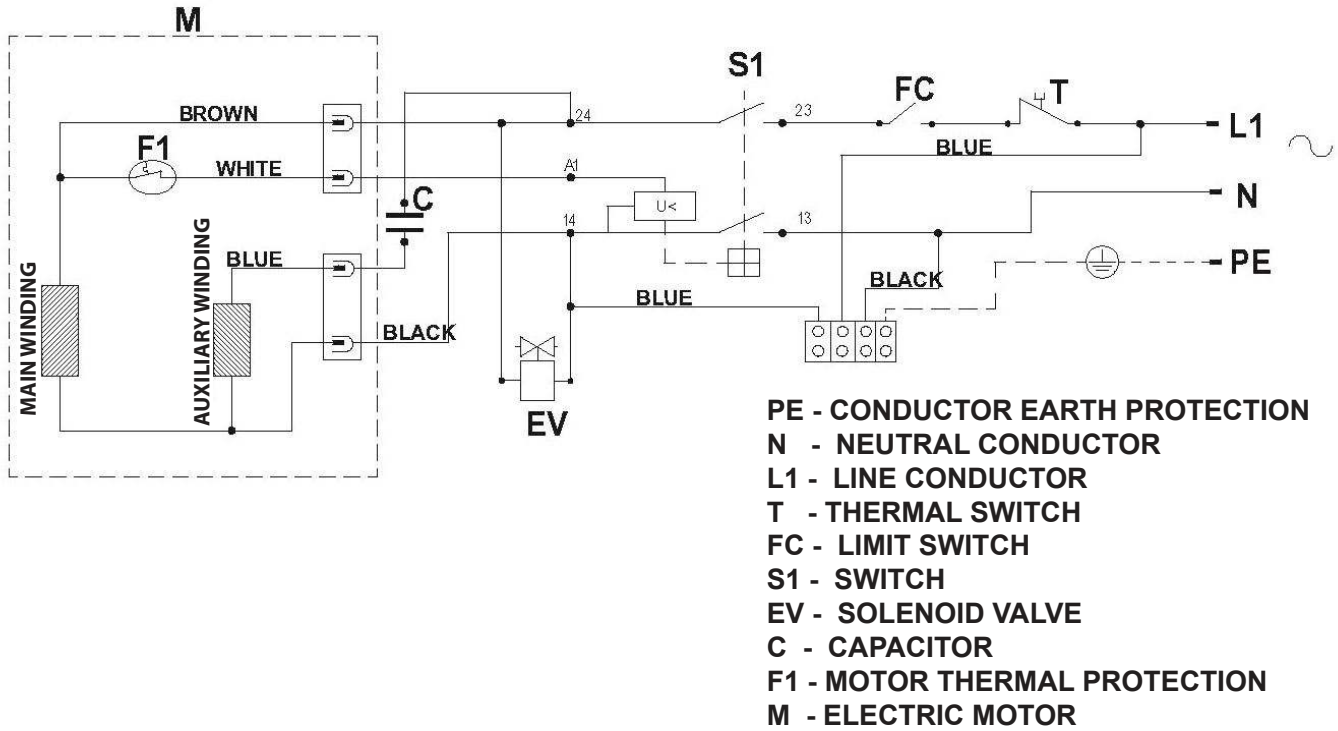 M
S1
FC
T
BROWN
24
23
L1
F1
BLUE
WHITE
A1
C
U<
N
14
13
MAIN WINDING
AUXILIARY WINDING
BLUE
PE
BLACK
BLUE
BLACK
EV
PE - CONDUCTOR EARTH PROTECTION
N - NEUTRAL CONDUCTOR
L1 - LINE CONDUCTOR
T - THERMAL SWITCH
FC - LIMIT SWITCH
S1 - SWITCH
EV - SOLENOID VALVE
C - CAPACITOR
F1 - MOTOR THERMAL PROTECTION
M - ELECTRIC MOTOR